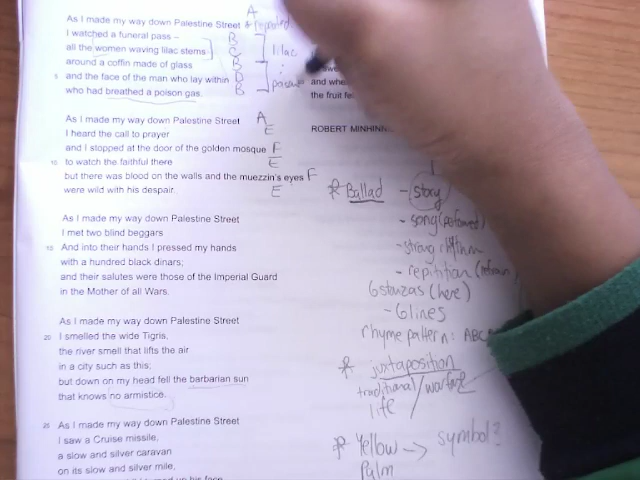 A
As I made my way down Palestine Street & repeated.
I watched a funeral pass – B
all the women waving lilac stems C lilac
around a coffin made of glass B :
5 and the face of the man who lay within D
who had breathed a poison gas. B
and whe
the fruit fe
As I made my way down Palestine Street A
I heard the call to prayer E
and I stopped at the door of the golden mosque F
10 to watch the faithful there E
but there was blood on the walls and the muezzin's eyes F
were wild with his despair. E
ROBERT MINHINN
As I made my way down Palestine Street
I met two blind beggars
And into their hands I pressed my hands
with a hundred black dinars;
and their salutes were those of the Imperial Guard
in the Mother of all Wars.
As I made my way down Palestine Street
20 I smelled the wide Tigris,
the river smell that lifts the air
in a city such as this;
but down on my head fell the barbarian sun
that knows no armistice.
25 As I made my way down Palestine Street
I saw a Cruise missile,
a slow and silver caravan
on its slow and silver mile,
* Ballad - story
- song (performed)
- strong rhythm
- repitition (refrain)
6 stanzas (here)
- 6 lines
rhyme pattern: ABC
* juxtaposition
traditional / warfare
life
* Yellow -> symbol?
Palm